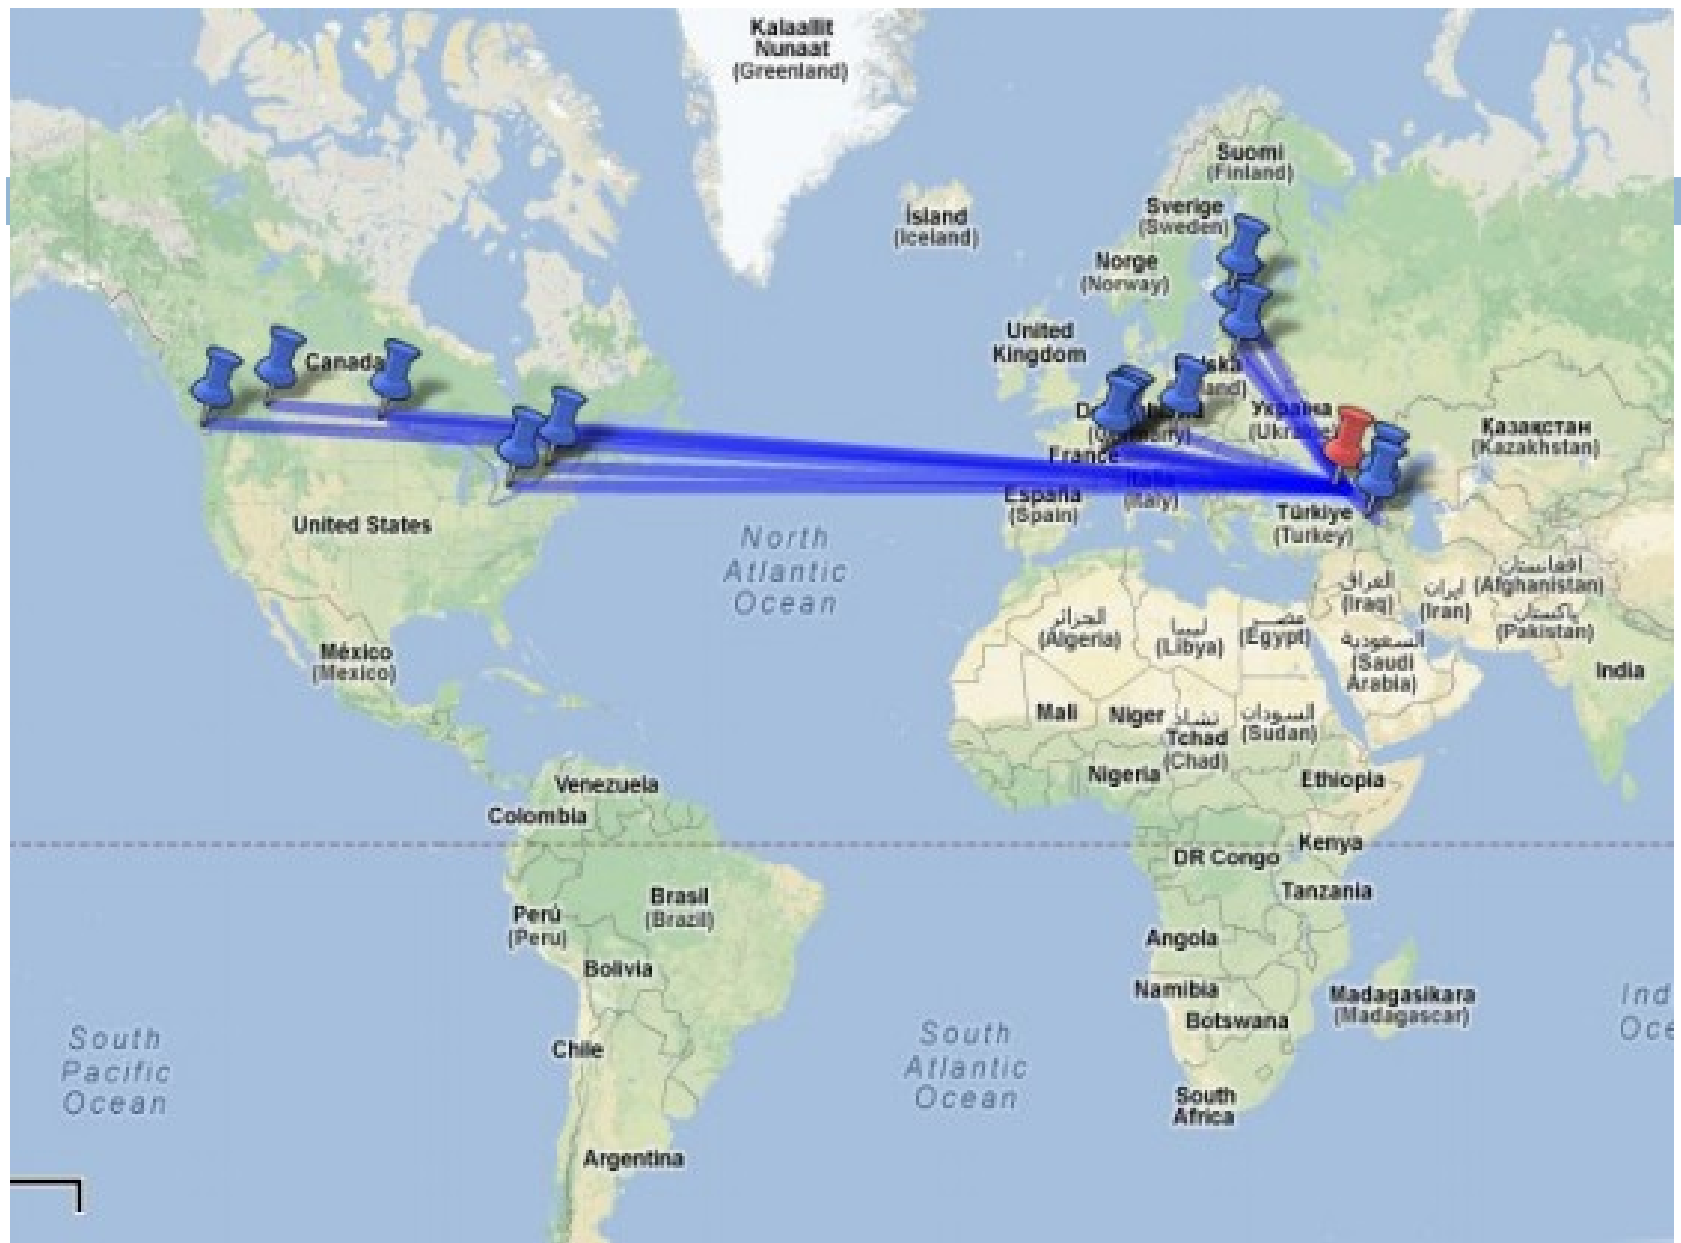 Kalaallit
Nunaat
(Greenland)
Suomi
(Finland)
Sverige
(Sweden)
Ísland
(Iceland)
Norge
(Norway)
United
Kingdom
Canada
Україна
Қазақстан
(Kazakhstan)
France
(Italy)
España
(Spain)
Türkiye
(Turkey)
United States
North
Atlantic
Ocean
افغانستان
(Afghanistan)
العراق
(Iraq)
ایران
(Iran)
پاکستان
(Pakistan)
الجزائر
(Algeria)
ليبيا
(Libya)
مصر
(Egypt)
السعودية
(Saudi
Arabia)
India
México
(Mexico)
Mali
Niger
تشاد
Tchad
(Chad)
السودان
(Sudan)
Nigeria
Ethiopia
Venezuela
Colombia
Kenya
DR Congo
Tanzania
Brasil
(Brazil)
Perú
(Peru)
Angola
Bolivia
Namibia
Madagasikara
(Madagascar)
Botswana
Ind
Oce
South
Pacific
Ocean
Chile
South
Atlantic
Ocean
South
Africa
Argentina